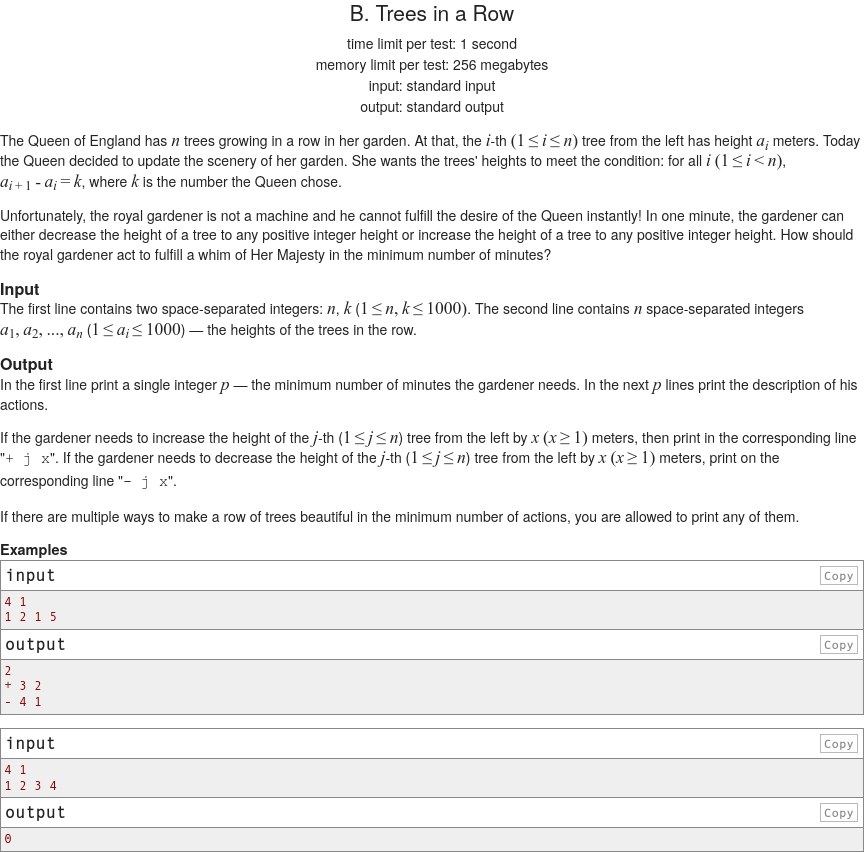 B. Trees in a Row
time limit per test: 1 second
memory limit per test: 256 megabytes
input: standard input
output: standard output
The Queen of England has n trees growing in a row in her garden. At that, the i-th (1 ≤ i ≤ n) tree from the left has height a_i meters. Today
the Queen decided to update the scenery of her garden. She wants the trees' heights to meet the condition: for all i (1 ≤ i < n),
a_{i + 1} - a_i = k, where k is the number the Queen chose.
Unfortunately, the royal gardener is not a machine and he cannot fulfill the desire of the Queen instantly! In one minute, the gardener can
either decrease the height of a tree to any positive integer height or increase the height of a tree to any positive integer height. How should
the royal gardener act to fulfill a whim of Her Majesty in the minimum number of minutes?
Input
The first line contains two space-separated integers: n, k (1 ≤ n, k ≤ 1000). The second line contains n space-separated integers
a_1, a_2, ..., a_n (1 ≤ a_i ≤ 1000) — the heights of the trees in the row.
Output
In the first line print a single integer p — the minimum number of minutes the gardener needs. In the next p lines print the description of his
actions.
If the gardener needs to increase the height of the j-th (1 ≤ j ≤ n) tree from the left by x (x ≥ 1) meters, then print in the corresponding line
"+ j x". If the gardener needs to decrease the height of the j-th (1 ≤ j ≤ n) tree from the left by x (x ≥ 1) meters, print on the
corresponding line "- j x".
If there are multiple ways to make a row of trees beautiful in the minimum number of actions, you are allowed to print any of them.
Examples
input Copy
4 1
1 2 1 5
output Copy
2
+ 3 2
- 4 1
input Copy
4 1
1 2 3 4
output Copy
0